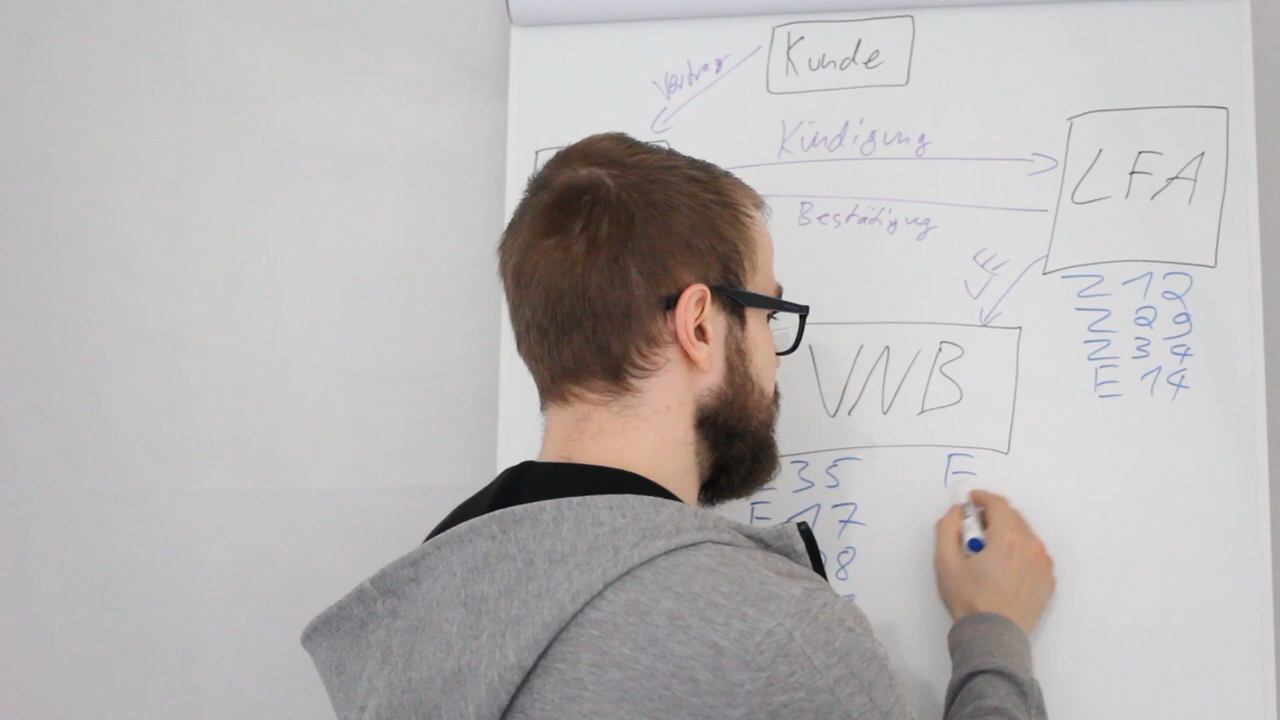 Kunde
Vertrag
Kündigung
LFA
Bestätigung
Z 12
Z 29
Z 34
E 14
VNB
35
E
E 17
8